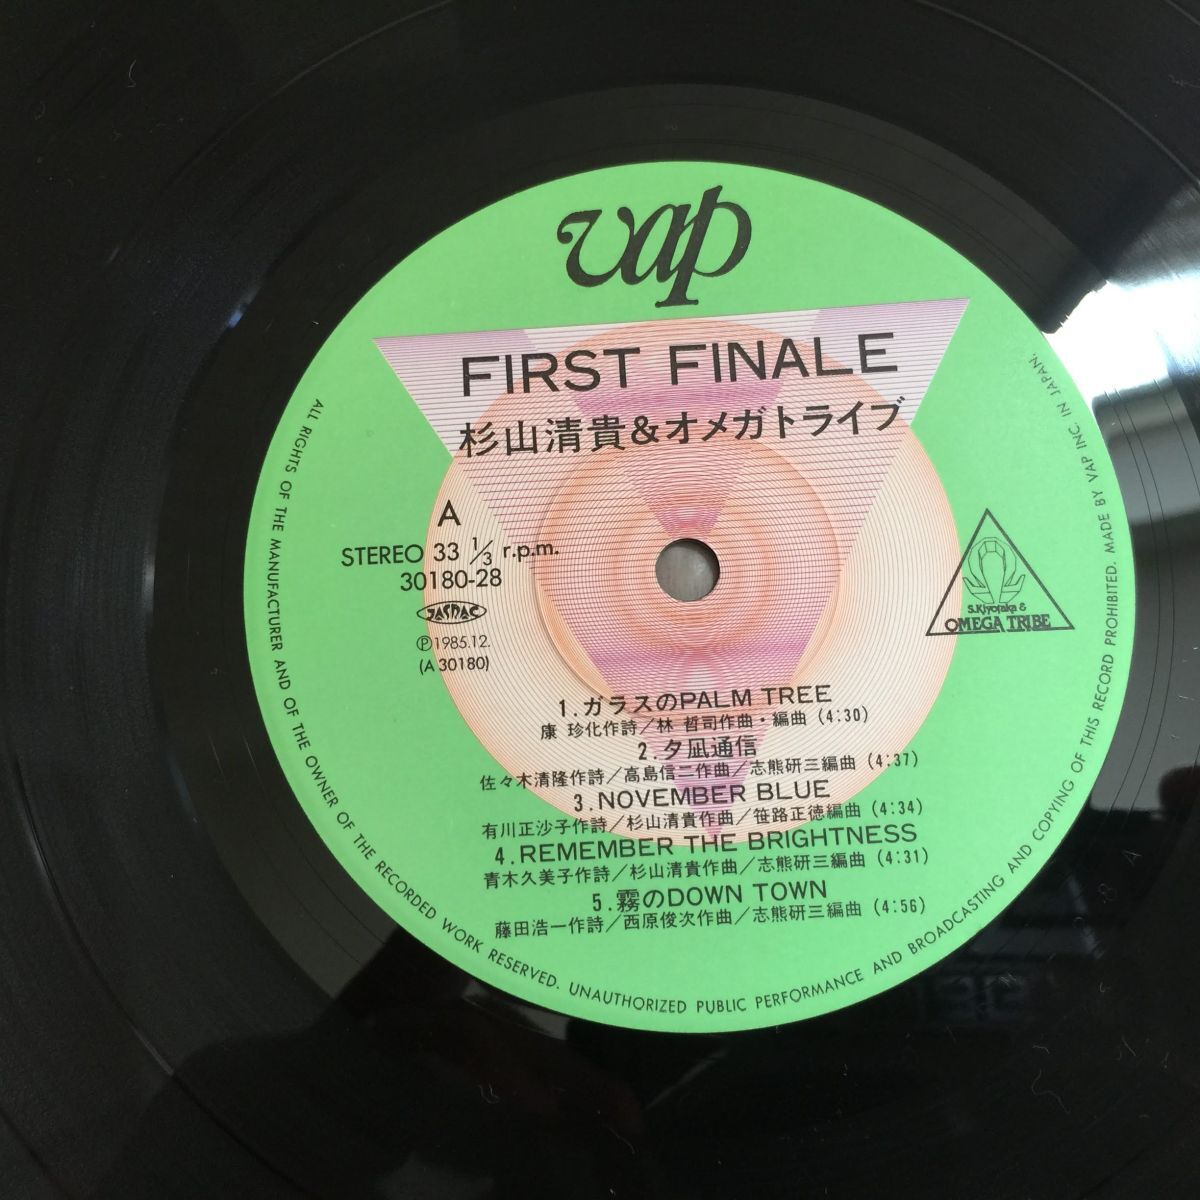 vap
FIRST FINALE
杉山清貴&オメガトライブ
A
STEREO 33 1/3 r.p.m.
30180-28
JASRAC
Ⓟ1985.12.
(A 30180)
S.Kiyotaka &
OMEGA TRIBE
1.ガラスのPALM TREE
康 珍化作詩／林 哲司作曲・編曲 (4:30)
2.夕凪通信
佐々木清隆作詩／高島信二作曲／志熊研三編曲 (4:37)
3.NOVEMBER BLUE
有川正沙子作詩／杉山清貴作曲／笹路正徳編曲 (4:34)
4.REMEMBER THE BRIGHTNESS
青木久美子作詩／杉山清貴作曲／志熊研三編曲 (4:31)
5.霧のDOWN TOWN
藤田浩一作詩／西原俊次作曲／志熊研三編曲 (4:56)
ALL RIGHTS OF THE MANUFACTURER AND OF THE OWNER OF THE RECORDED WORK RESERVED. UNAUTHORIZED PUBLIC PERFORMANCE AND BROADCASTING AND COPYING OF THIS RECORD PROHIBITED. MADE BY VAP INC. IN JAPAN.